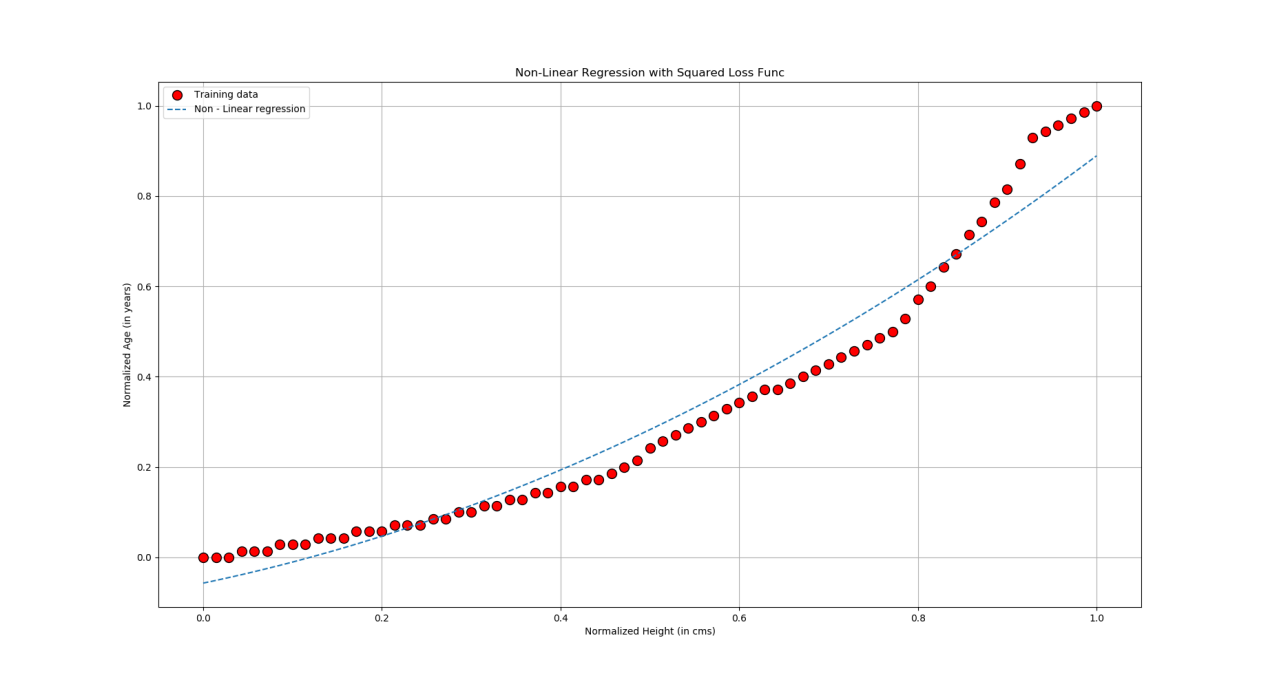 Non-Linear Regression with Squared Loss Func
Training data
Non - Linear regression
1.0
0.8
0.6
0.4
0.2
0.0
Normalized Age (in years)
0.0 0.2 0.4 0.6 0.8 1.0
Normalized Height (in cms)